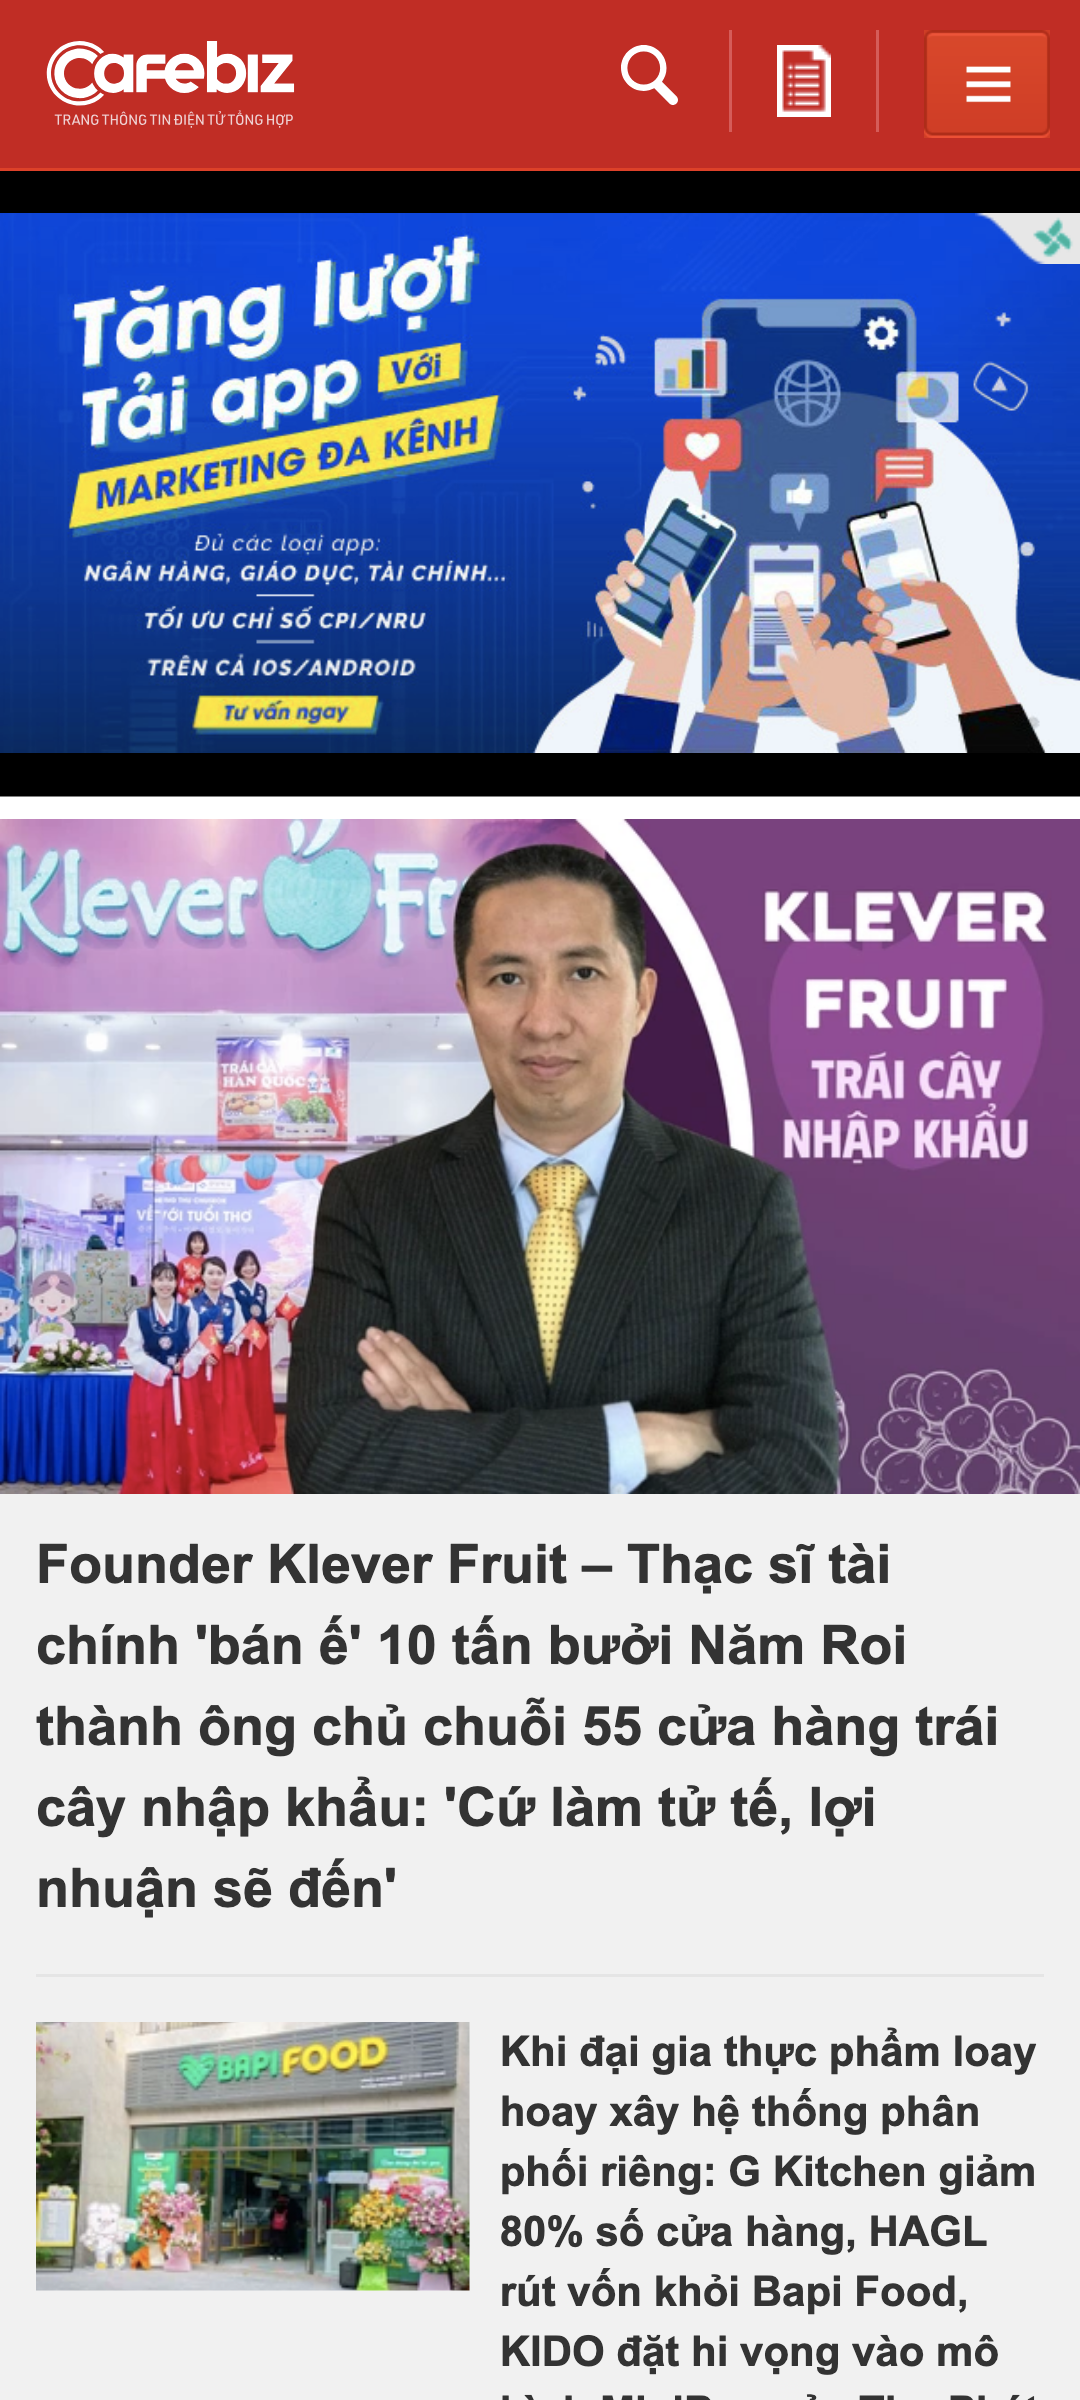 Cafebiz
TRANG THÔNG TIN ĐIỆN TỬ TỔNG HỢP
Tăng lượt
Tải app Với
MARKETING ĐA KÊNH
Đủ các loại app:
NGÂN HÀNG, GIÁO DỤC, TÀI CHÍNH...
TỐI ƯU CHỈ SỐ CPI/NRU
TRÊN CẢ IOS/ANDROID
Tư vấn ngay
Klever Fr
KLEVER
FRUIT
TRÁI CÂY
NHẬP KHẨU
TRÁI CÂY
HÀN QUỐC
VỀ VỚI TUỔI THƠ
Founder Klever Fruit – Thạc sĩ tài
chính 'bán ế' 10 tấn bưởi Năm Roi
thành ông chủ chuỗi 55 cửa hàng trái
cây nhập khẩu: 'Cứ làm tử tế, lợi
nhuận sẽ đến'
BAPI FOOD
Khi đại gia thực phẩm loay
hoay xây hệ thống phân
phối riêng: G Kitchen giảm
80% số cửa hàng, HAGL
rút vốn khỏi Bapi Food,
KIDO đặt hi vọng vào mô